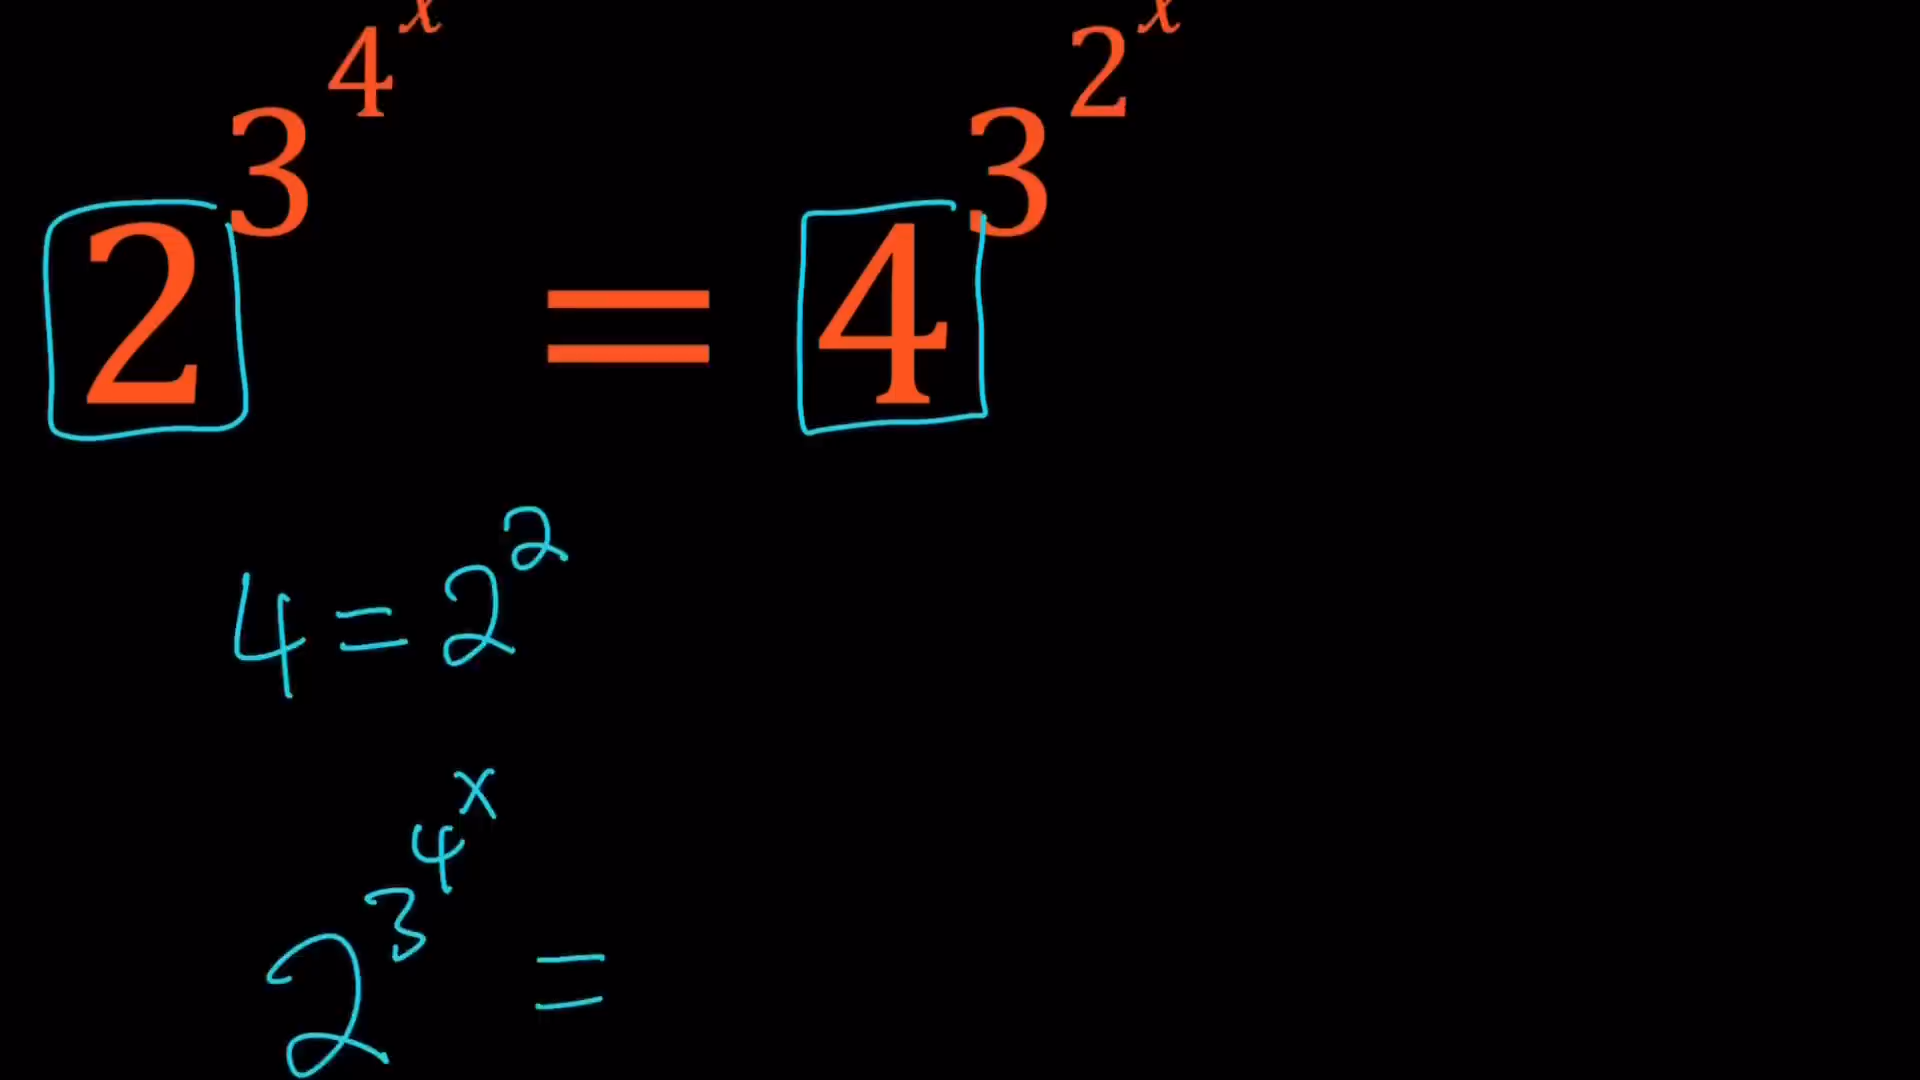 2^{3^{4^x}} = 4^{3^{2^x}}
4 = 2^2
2^{3^{4^x}} =